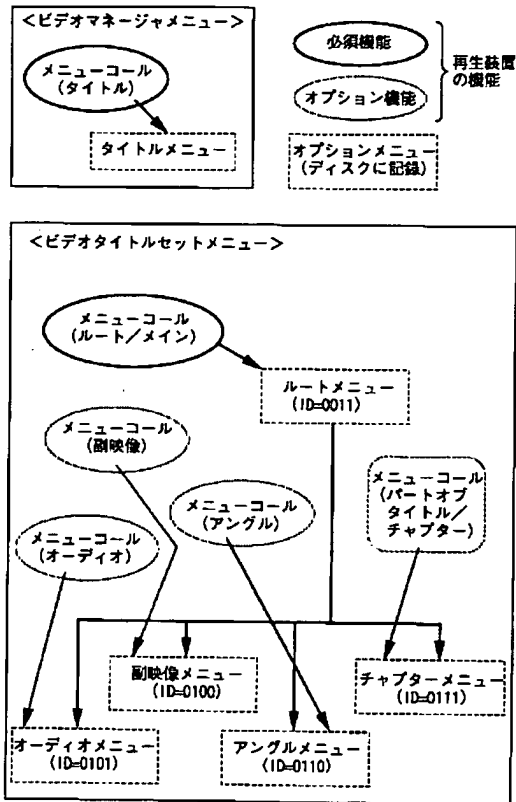 <ビデオマネージャメニュー>
メニューコール
(タイトル)
タイトルメニュー
必須機能
オプション機能
再生装置
の機能
オプションメニュー
(ディスクに記録)
<ビデオタイトルセットメニュー>
メニューコール
(ルート/メイン)
ルートメニュー
(ID=0011)
メニューコール
(副映像)
メニューコール
(アングル)
メニューコール
(パートオブ
タイトル/
チャプター)
メニューコール
(オーディオ)
副映像メニュー
(ID=0100)
チャプターメニュー
(ID=0111)
オーディオメニュー
(ID=0101)
アングルメニュー
(ID=0110)